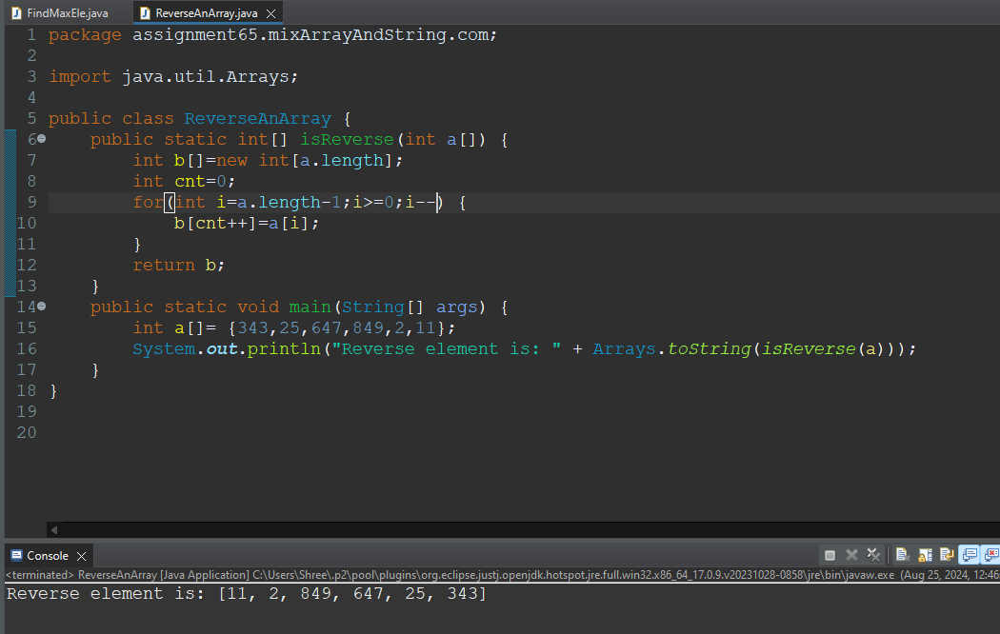 FindMaxEle.java ReverseAnArray.java
1 package assignment65.mixArrayAndString.com;
2
3 import java.util.Arrays;
4
5 public class ReverseAnArray {
6 public static int[] isReverse(int a[]) {
7 int b[]=new int[a.length];
8 int cnt=0;
9 for(int i=a.length-1;i>=0;i--) {
10 b[cnt++]=a[i];
11 }
12 return b;
13 }
14 public static void main(String[] args) {
15 int a[]= {343,25,647,849,2,11};
16 System.out.println("Reverse element is: " + Arrays.toString(isReverse(a)));
17 }
18 }
19
20
Console
<terminated> ReverseAnArray [Java Application] C:\Users\Shree\.p2\pool\plugins\org.eclipse.justj.openjdk.hotspot.jre.full.win32.x86_64_17.0.9.v20231028-0858\jre\bin\javaw.exe (Aug 25, 2024, 12:46
Reverse element is: [11, 2, 849, 647, 25, 343]